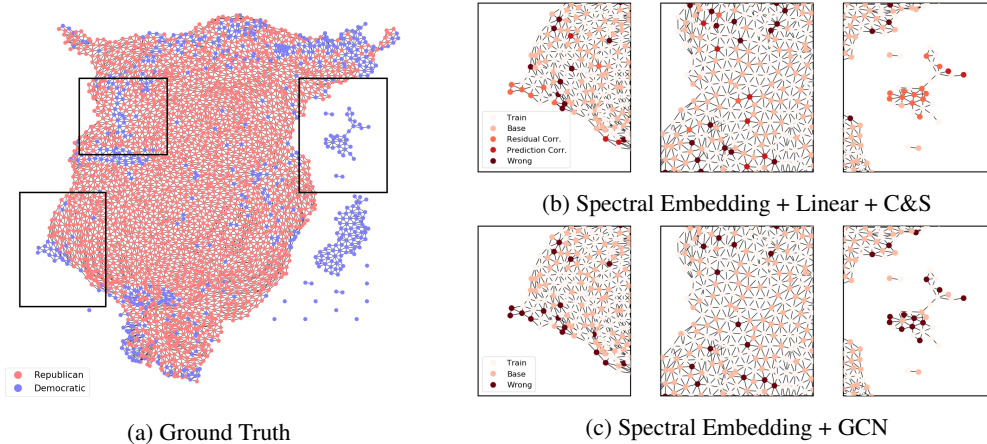 Republican
Democratic
(a) Ground Truth
Train
Base
Residual Corr.
Prediction Corr.
Wrong
(b) Spectral Embedding + Linear + C&S
Train
Base
Wrong
(c) Spectral Embedding + GCN